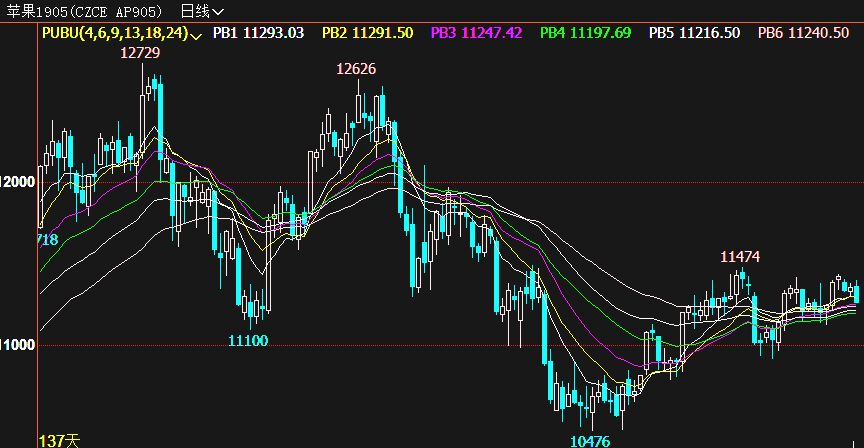 苹果1905(CZCE AP905) 日线
PUBU(4,6,9,13,18,24) PB1 11293.03 PB2 11291.50 PB3 11247.42 PB4 11197.69 PB5 11216.50 PB6 11240.50
12729
12626
12000
718
11474
11100
11000
10476
137天